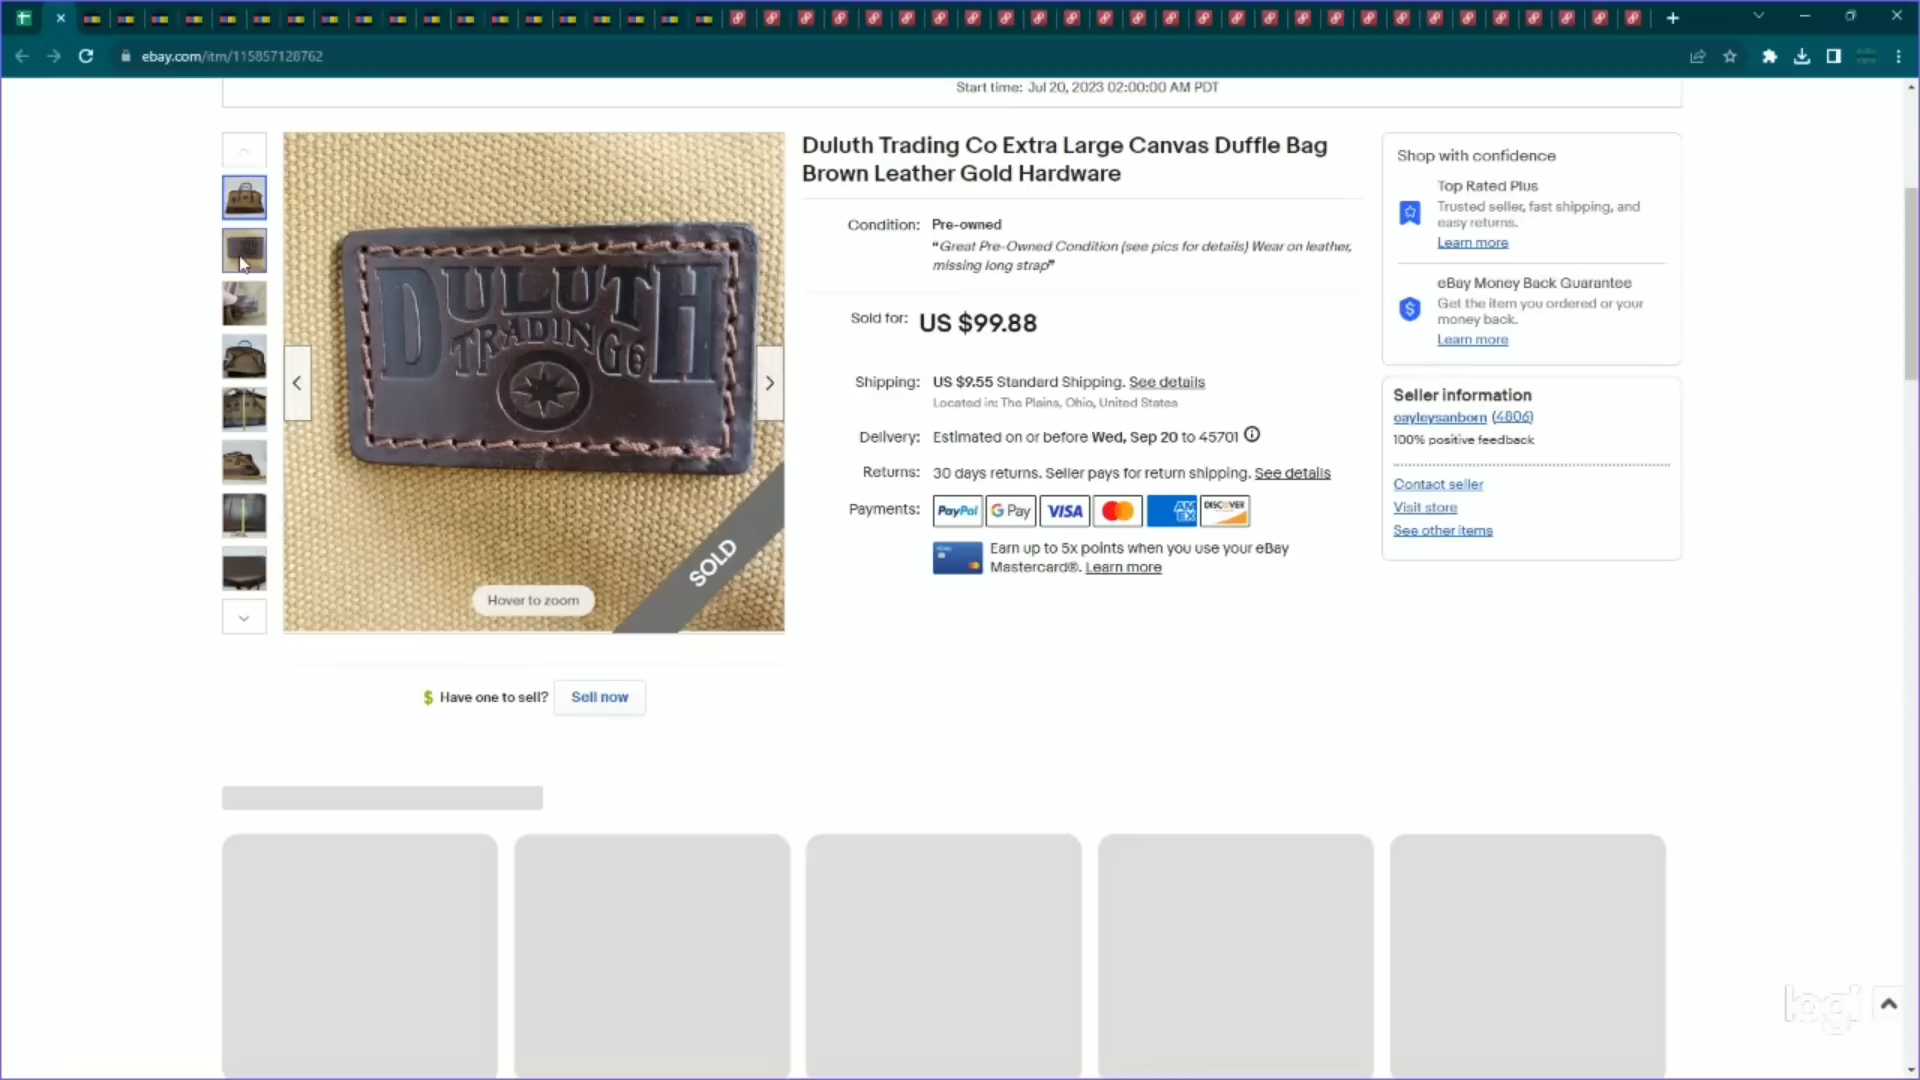 ebay.com/itm/115857128762
Start time: Jul 20, 2023 02:00:00 AM PDT
DULUTH
TRADING Co
SOLD
Hover to zoom
$ Have one to sell? Sell now
Duluth Trading Co Extra Large Canvas Duffle Bag
Brown Leather Gold Hardware
Condition: Pre-owned
“Great Pre-Owned Condition (see pics for details) Wear on leather,
missing long strap”
Sold for: US $99.88
Shipping: US $9.55 Standard Shipping. See details
Located in: The Plains, Ohio, United States
Delivery: Estimated on or before Wed, Sep 20 to 45701
Returns: 30 days returns. Seller pays for return shipping. See details
Payments: PayPal G Pay VISA AM EX DISCOVER
Earn up to 5x points when you use your eBay
Mastercard®. Learn more
Shop with confidence
Top Rated Plus
Trusted seller, fast shipping, and
easy returns.
Learn more
eBay Money Back Guarantee
Get the item you ordered or your
money back.
Learn more
Seller information
oayleysanborn (4806)
100% positive feedback
Contact seller
Visit store
See other items
logi